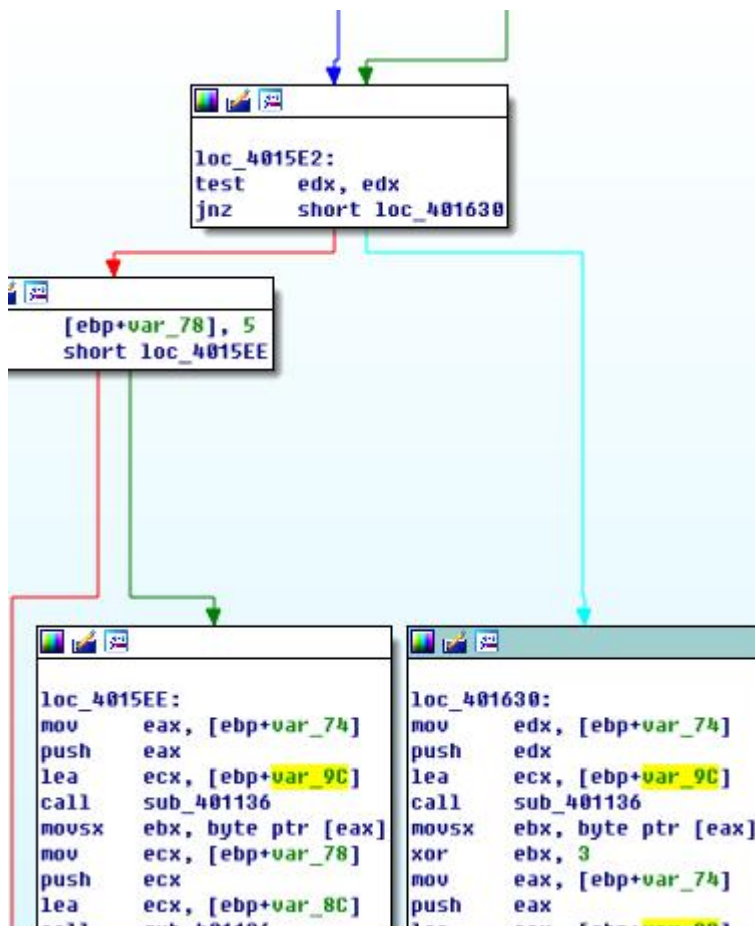 loc_4015E2:
test edx, edx
jnz short loc_401630
[ebp+var_78], 5
short loc_4015EE
loc_4015EE:
mov eax, [ebp+var_74]
push eax
lea ecx, [ebp+var_9C]
call sub_401136
movsx ebx, byte ptr [eax]
mov ecx, [ebp+var_78]
push ecx
lea ecx, [ebp+var_8C]
loc_401630:
mov edx, [ebp+var_74]
push edx
lea ecx, [ebp+var_9C]
call sub_401136
movsx ebx, byte ptr [eax]
xor ebx, 3
mov eax, [ebp+var_74]
push eax